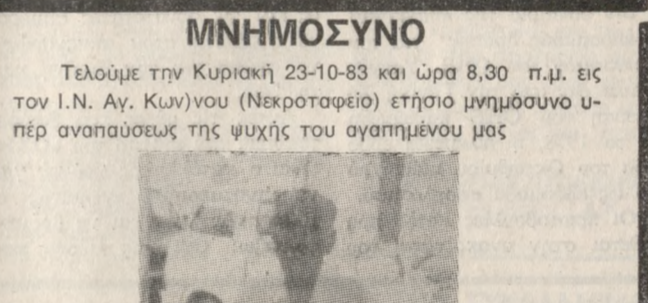 ΜΝΗΜΟΣΥΝΟ
Τελούμε την Κυριακή 23-10-83 και ώρα 8,30 π.μ. εις
τον Ι.Ν. Αγ. Κων)νου (Νεκροταφείο) ετήσιο μνημόσυνο υ-
πέρ αναπαύσεως της ψυχής του αγαπημένου μας